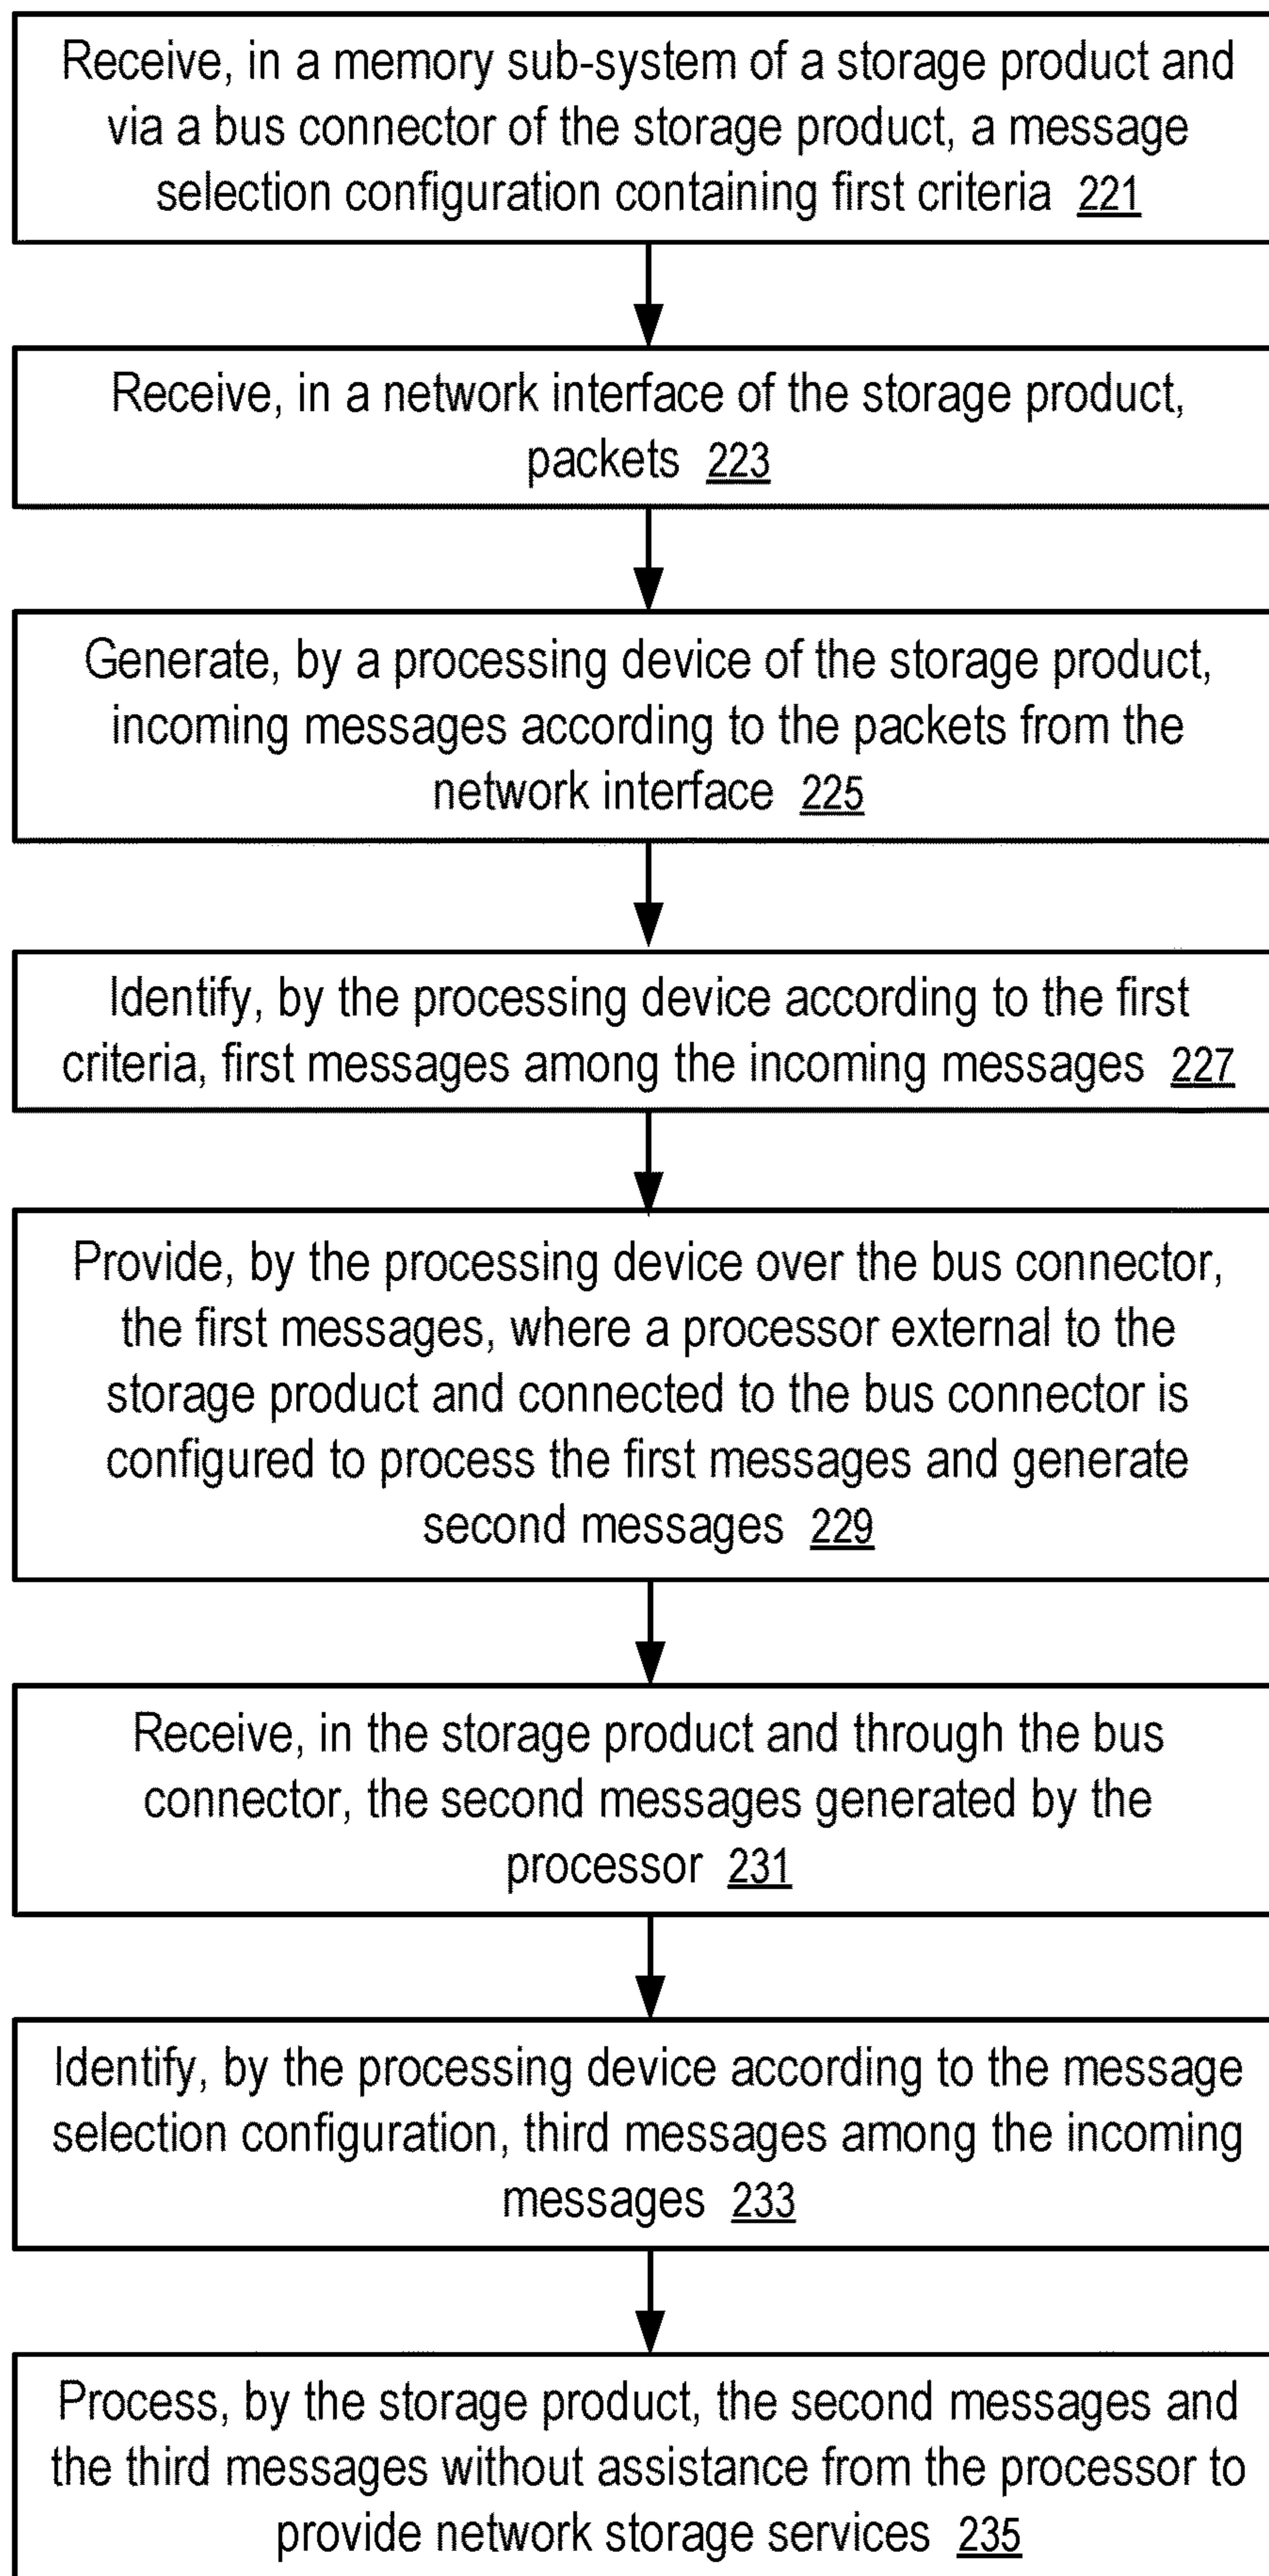 Receive, in a memory sub-system of a storage product and
via a bus connector of the storage product, a message
selection configuration containing first criteria 221
Receive, in a network interface of the storage product,
packets 223
Generate, by a processing device of the storage product,
incoming messages according to the packets from the
network interface 225
Identify, by the processing device according to the first
criteria, first messages among the incoming messages 227
Provide, by the processing device over the bus connector,
the first messages, where a processor external to the
storage product and connected to the bus connector is
configured to process the first messages and generate
second messages 229
Receive, in the storage product and through the bus
connector, the second messages generated by the
processor 231
Identify, by the processing device according to the message
selection configuration, third messages among the incoming
messages 233
Process, by the storage product, the second messages and
the third messages without assistance from the processor to
provide network storage services 235